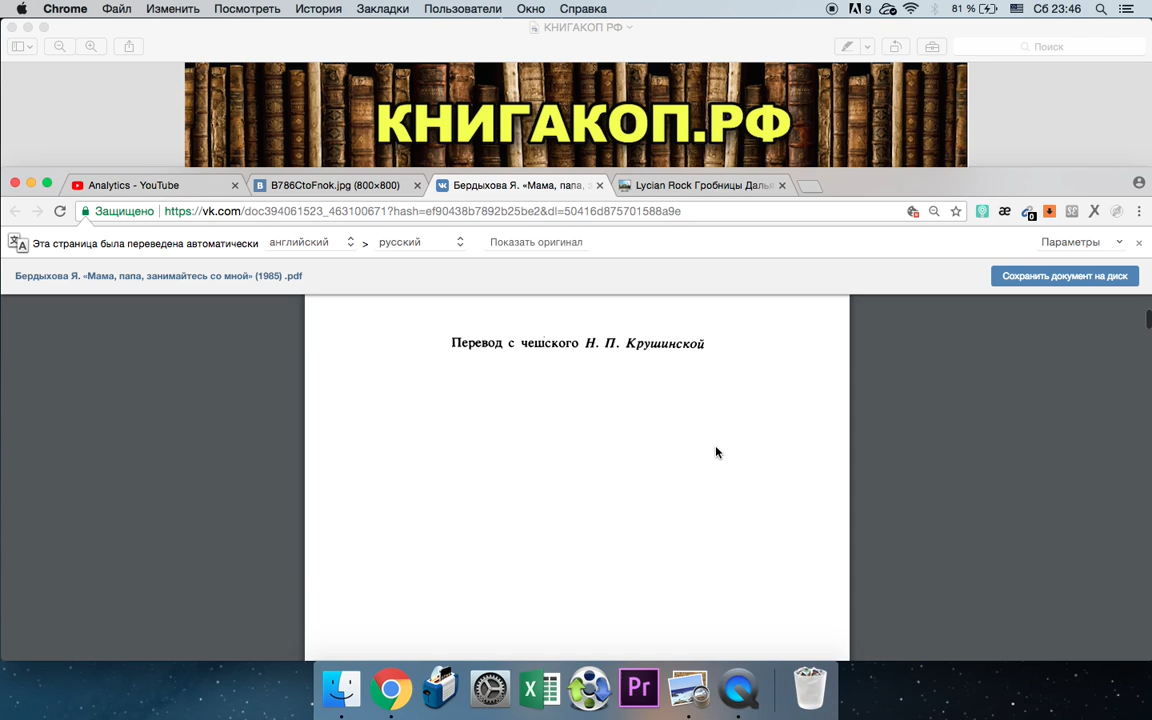 Chrome Файл Изменить Посмотреть История Закладки Пользователи Окно Справка 9 81 % Сб 23:46
КНИГАКОП РФ
Поиск
КНИГАКОП.РФ
Analytics - YouTube B786CtoFnok.jpg (800×800) Бердыхова Я. «Мама, папа, Lycian Rock Гробницы Далья
Защищено https://vk.com/doc394061523_463100671?hash=ef90438b7892b25be2&dl=50416d875701588a9e
Эта страница была переведена автоматически английский > русский Показать оригинал Параметры
Бердыхова Я. «Мама, папа, занимайтесь со мной» (1985) .pdf Сохранить документ на диск
Перевод с чешского Н. П. Крушинской
Pr